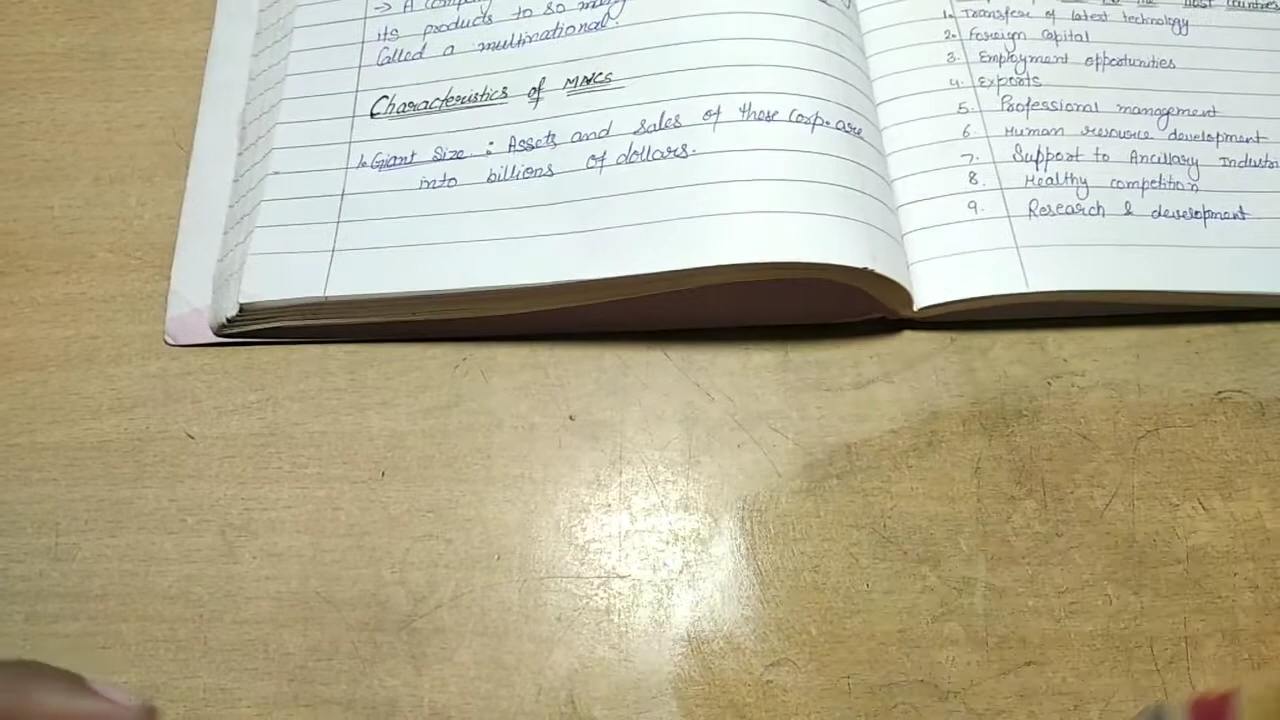 → A
its products to so many
Called a multinational.
Characteristics of MNCS
1. Giant Size : Assets and sales of these corp. are
into billions of dollars.
Host countries
1. Transfer of latest technology
2. Foreign Capital
3. Employment opportunities
4. Exports
5. Professional management
6. Human resource development
7. Support to Ancillary
8. Healthy competition
9. Research & development